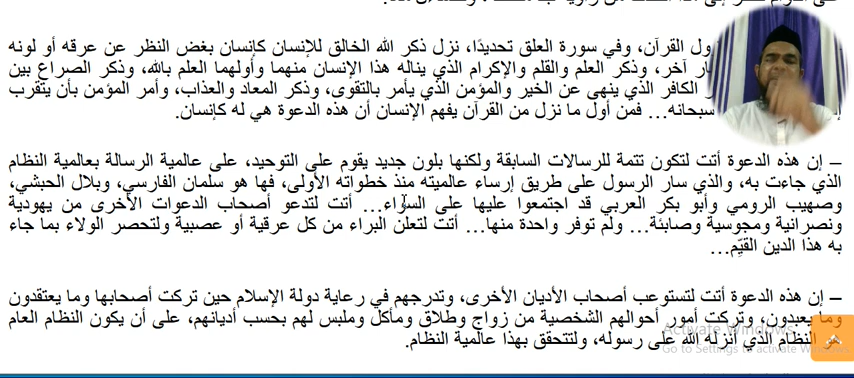 ول القرآن، وفي سورة العلق تحديدًا، نزل ذكر الله الخالق للإنسان كإنسان بغض النظر عن عرقه أو لونه
آخر، وذكر العلم والقلم والإكرام الذي يناله هذا الإنسان منهما وأولهما العلم بالله، وذكر الصراع بين
الكافر الذي ينهى عن الخير والمؤمن الذي يأمر بالتقوى، وذكر المعاد والعذاب، وأمر المؤمن بأن يتقرب
سبحانه... فمن أول ما نزل من القرآن يفهم الإنسان أن هذه الدعوة هي له كإنسان.
– إن هذه الدعوة أتت لتكون تتمة للرسالات السابقة ولكنها بلون جديد يقوم على التوحيد، على عالمية الرسالة بعالمية النظام
الذي جاءت به، والذي سار الرسول على طريق إرساء عالميته منذ خطواته الأولى، فها هو سلمان الفارسي، وبلال الحبشي،
وصهيب الرومي وأبو بكر العربي قد اجتمعوا عليها على السواء... أتت لتدعو أصحاب الدعوات الأخرى من يهودية
ونصرانية ومجوسية وصابئة... ولم توفر واحدة منها... أتت لتعلن البراء من كل عرقية أو عصبية ولتحصر الولاء بما جاء
به هذا الدين القيّم...
– إن هذه الدعوة أتت لتستوعب أصحاب الأديان الأخرى، وتدرجهم في رعاية دولة الإسلام حين تركت أصحابها وما يعتقدون
وما يعبدون، وتركت أمور أحوالهم الشخصية من زواج وطلاق ومأكل وملبس لهم بحسب أديانهم، على أن يكون النظام العام
هو النظام الذي أنزله الله على رسوله، ولتتحقق بهذا عالمية النظام.
Activate Windows
Go to Settings to activate Windows